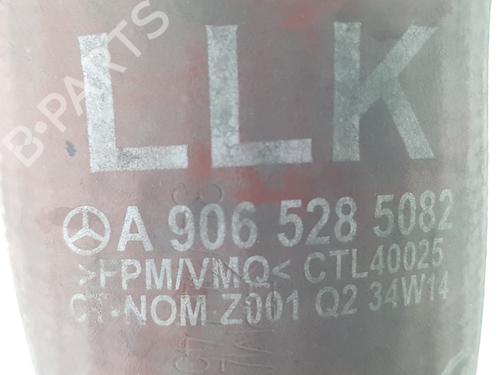 B-PARTS
LLK
A 906 528 5082
>FPM/VMQ< CTL40025
CT-NOM Z001 Q2 34W14